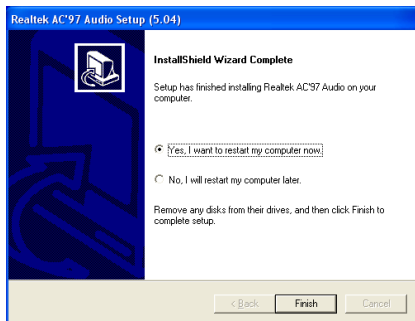 Realtek AC'97 Audio Setup (5.04)
InstallShield Wizard Complete
Setup has finished installing Realtek AC'97 Audio on your
computer.
Yes, I want to restart my computer now.
No, I will restart my computer later.
Remove any disks from their drives, and then click Finish to
complete setup.
< Back Finish Cancel